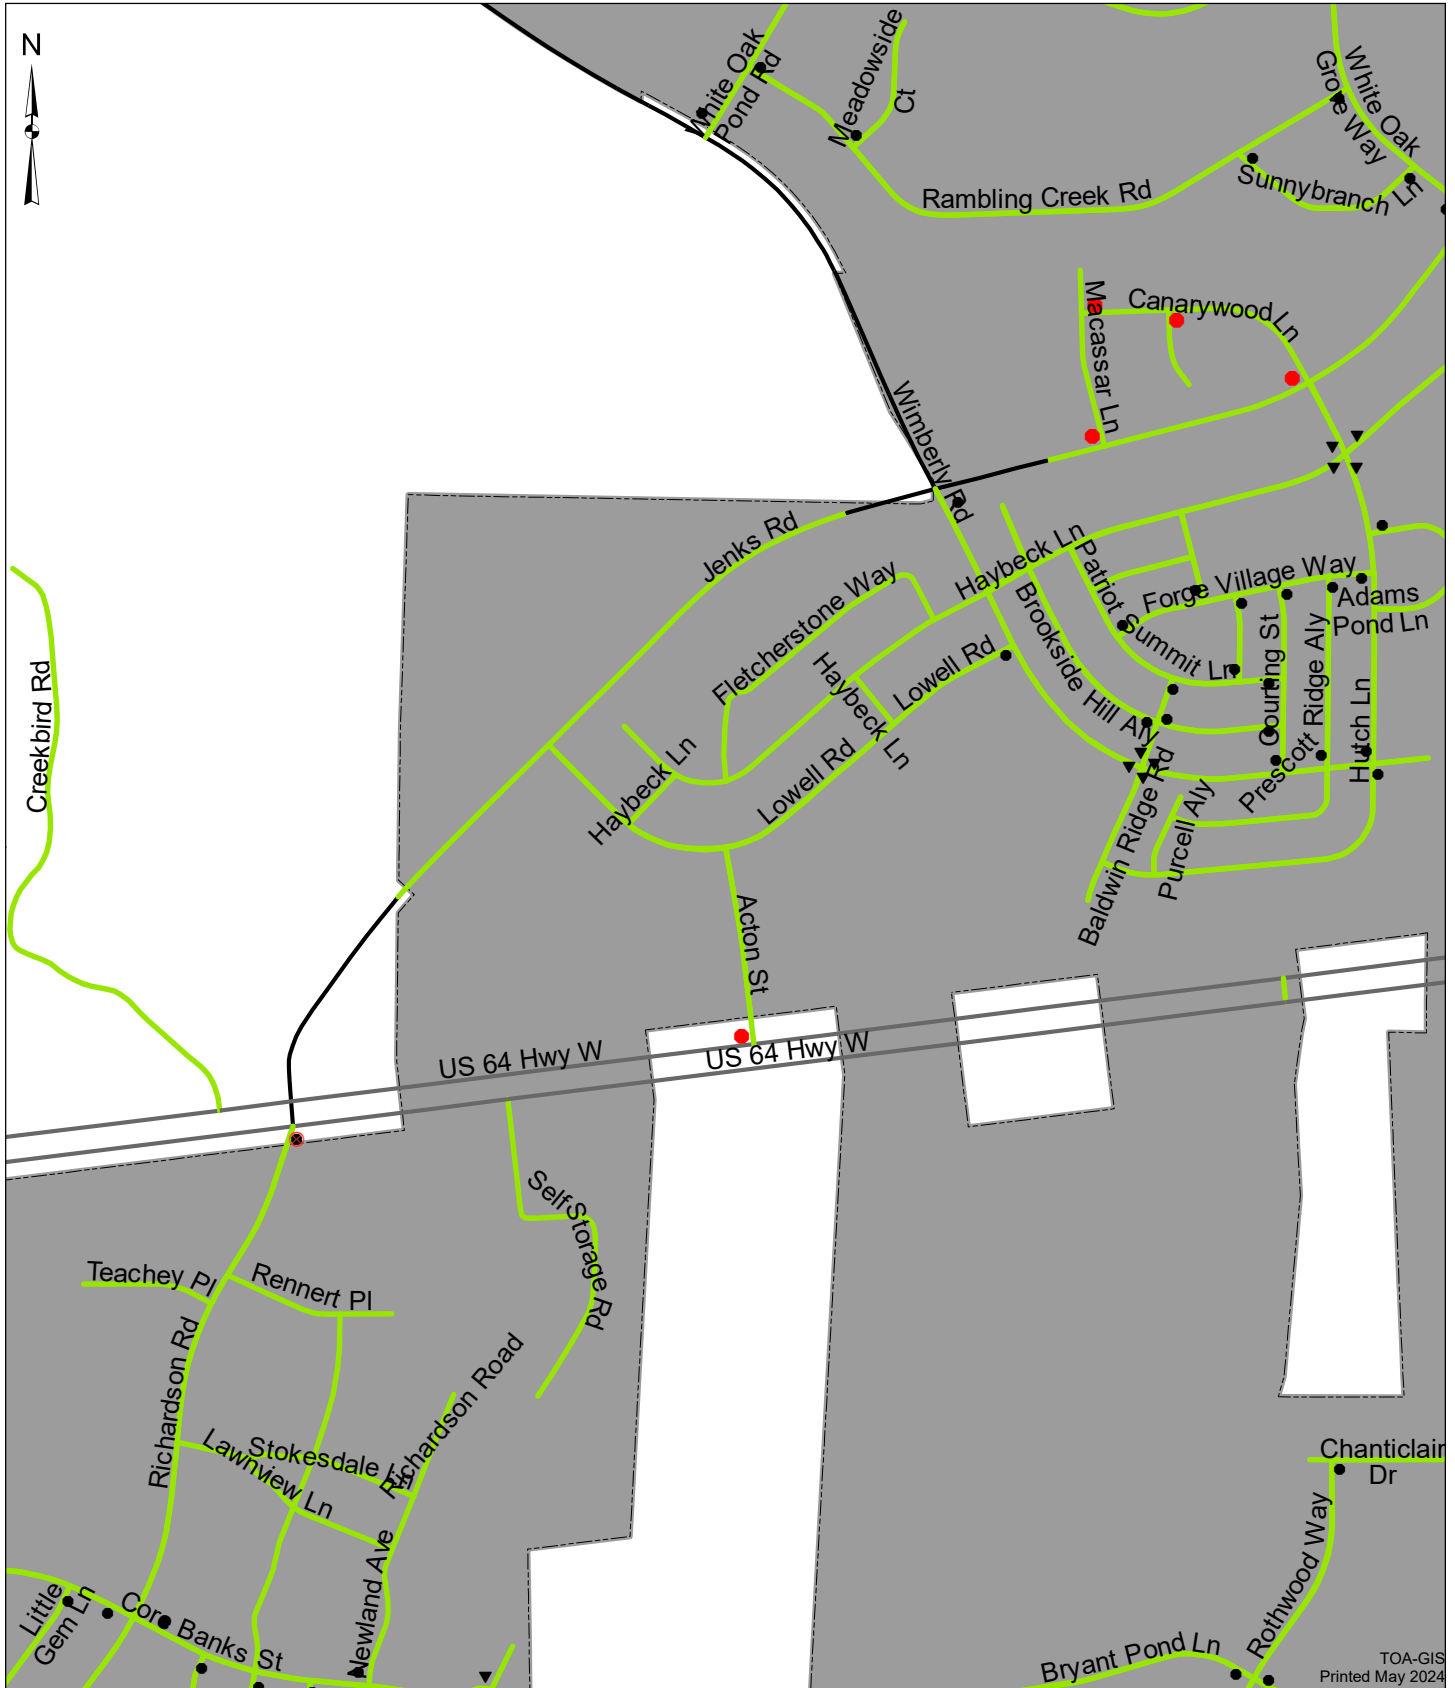 N
White Oak
Pond Rd
Meadowside
Ct
White Oak
Grove Way
Rambling Creek Rd
Sunnybranch Ln
Macassar Ln
Canarywood Ln
Wimberly Rd
Jenks Rd
Haybeck Ln
Patriot
Summit Ln
Forge Village Way
Adams
Pond Ln
Fletcherstone Way
Brookside Hill Aly
Haybeck Ln
Lowell Rd
Courting St
Prescott Ridge Aly
Hutch Ln
Creekbird Rd
Haybeck Ln
Lowell Rd
Baldwin Ridge Rd
Purcell Aly
Acton St
US 64 Hwy W
US 64 Hwy W
Self Storage Rd
Teachey Pl
Rennert Pl
Richardson Rd
Richardson Road
Stokesdale Ln
Lawnview Ln
Chanticlair
Dr
Rothwood Way
Newland Ave
Little
Gem Ln
Core Banks St
Bryant Pond Ln
TOA-GIS
Printed May 2024